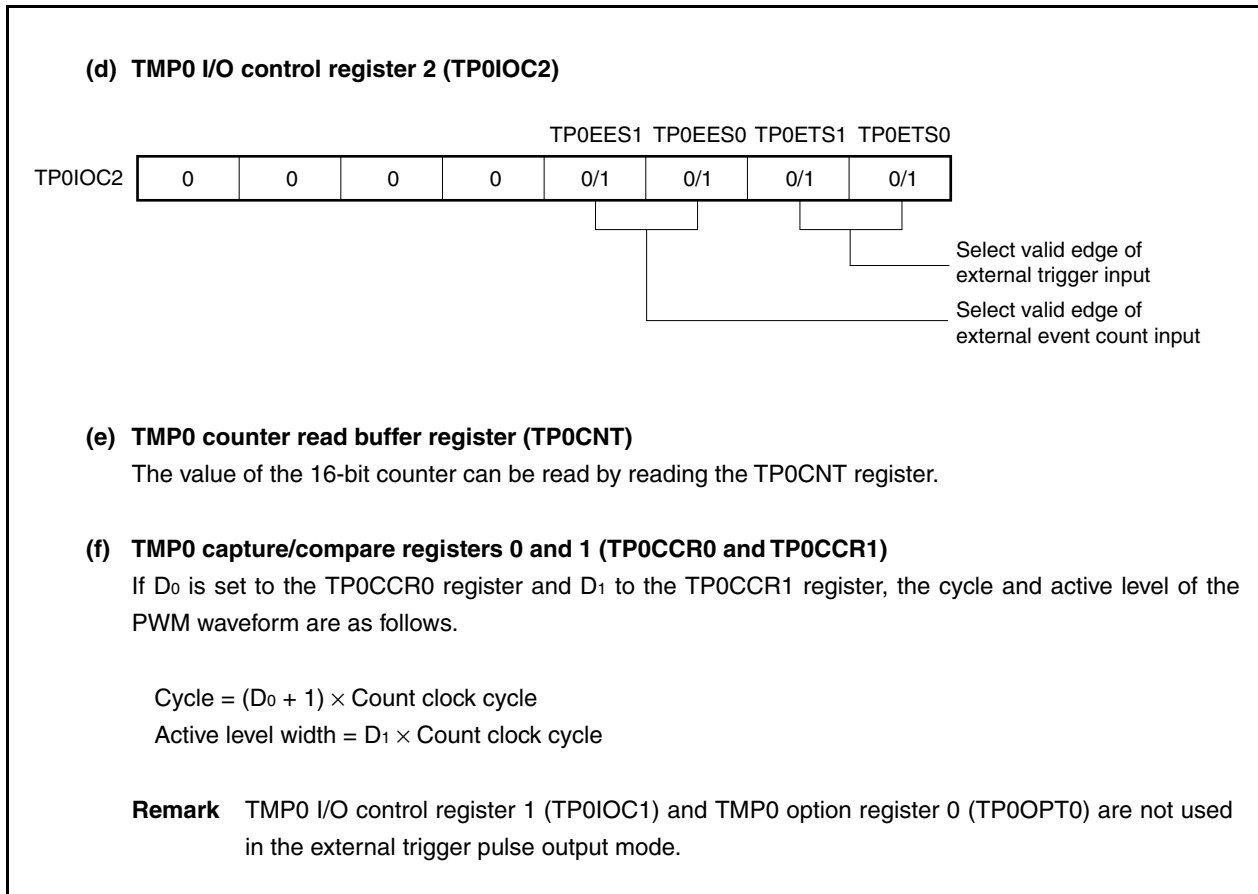 (d) TMP0 I/O control register 2 (TP0IOC2)
TP0EES1 TP0EES0 TP0ETS1 TP0ETS0
TP0IOC2 0 0 0 0 0/1 0/1 0/1 0/1
Select valid edge of
external trigger input
Select valid edge of
external event count input
(e) TMP0 counter read buffer register (TP0CNT)
The value of the 16-bit counter can be read by reading the TP0CNT register.
(f) TMP0 capture/compare registers 0 and 1 (TP0CCR0 and TP0CCR1)
If D0 is set to the TP0CCR0 register and D1 to the TP0CCR1 register, the cycle and active level of the
PWM waveform are as follows.
Cycle = (D0 + 1) × Count clock cycle
Active level width = D1 × Count clock cycle
Remark TMP0 I/O control register 1 (TP0IOC1) and TMP0 option register 0 (TP0OPT0) are not used
in the external trigger pulse output mode.